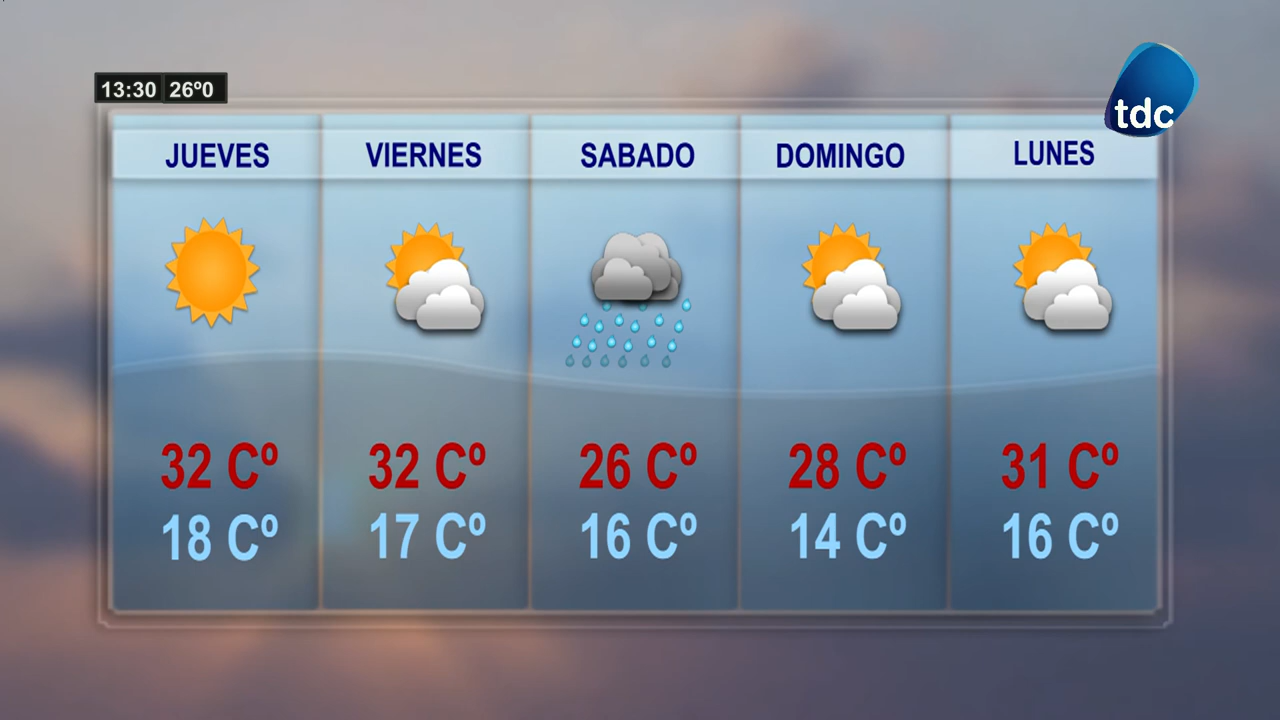 13:30 26º0
tdc
JUEVES VIERNES SABADO DOMINGO LUNES
32 Cº 32 Cº 26 Cº 28 Cº 31 Cº
18 Cº 17 Cº 16 Cº 14 Cº 16 Cº